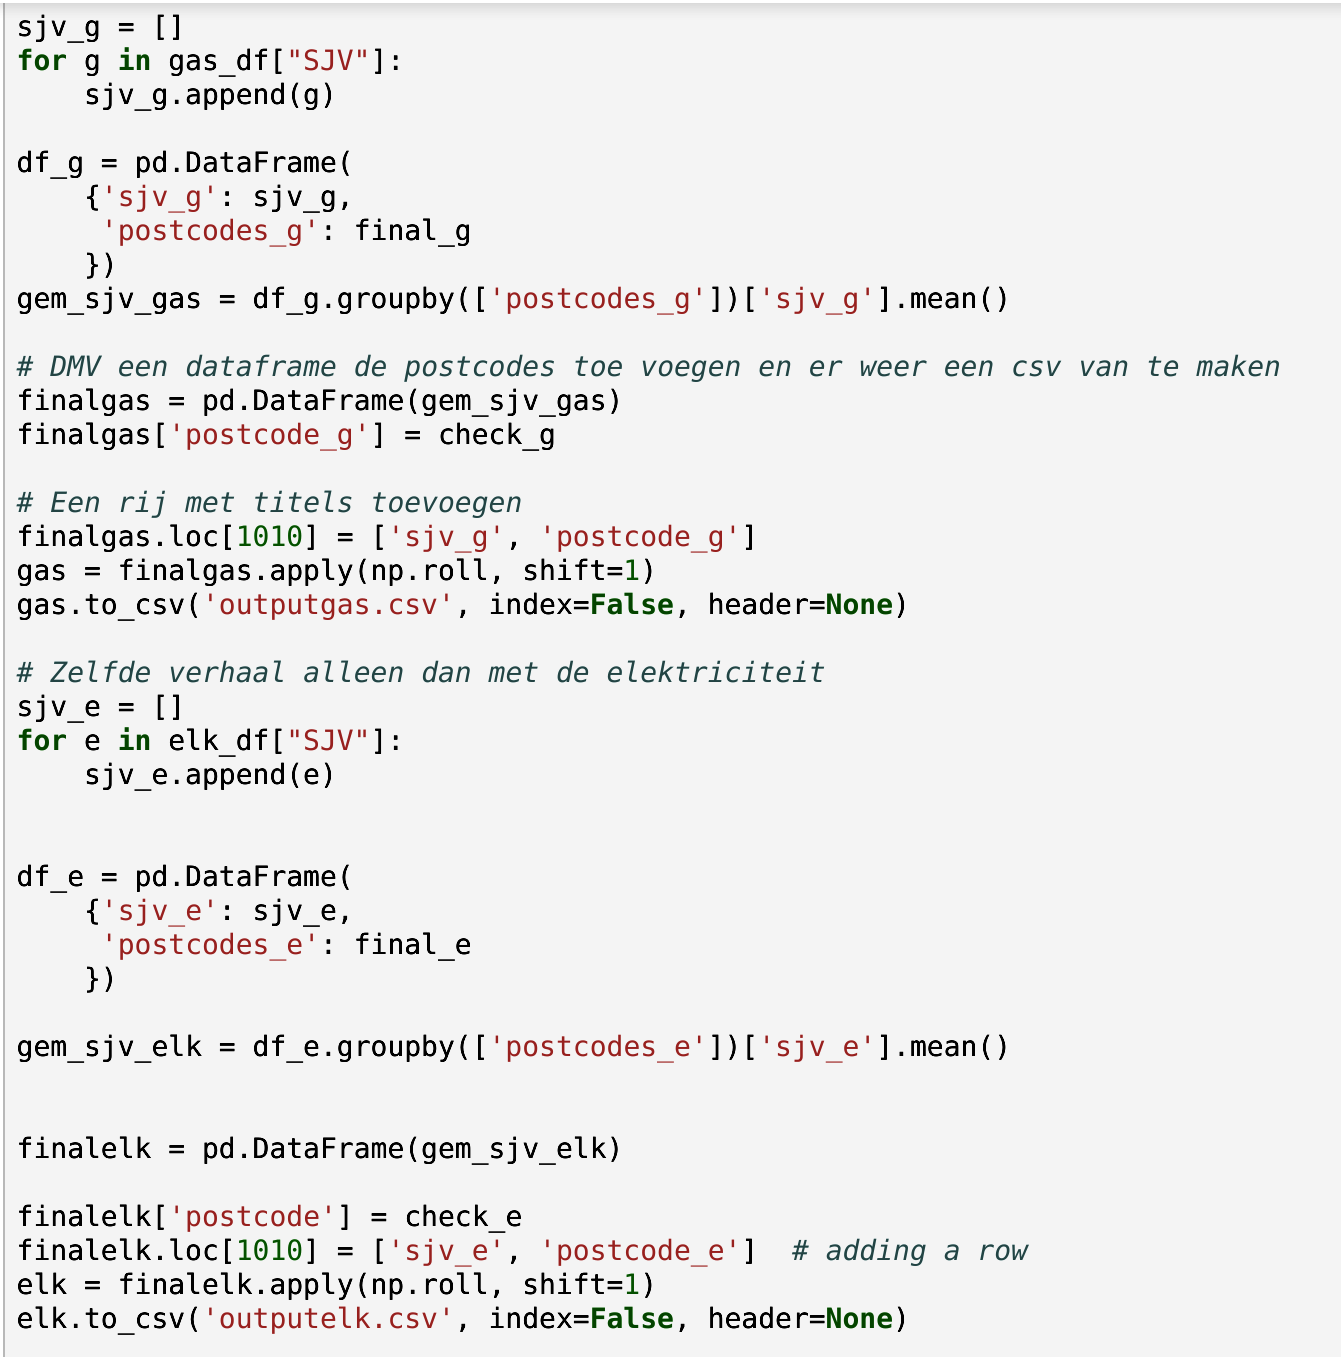 sjv_g = []
for g in gas_df["SJV"]:
    sjv_g.append(g)

df_g = pd.DataFrame(
    {'sjv_g': sjv_g,
     'postcodes_g': final_g
    })
gem_sjv_gas = df_g.groupby(['postcodes_g'])['sjv_g'].mean()

# DMV een dataframe de postcodes toe voegen en er weer een csv van te maken
finalgas = pd.DataFrame(gem_sjv_gas)
finalgas['postcode_g'] = check_g

# Een rij met titels toevoegen
finalgas.loc[1010] = ['sjv_g', 'postcode_g']
gas = finalgas.apply(np.roll, shift=1)
gas.to_csv('outputgas.csv', index=False, header=None)

# Zelfde verhaal alleen dan met de elektriciteit
sjv_e = []
for e in elk_df["SJV"]:
    sjv_e.append(e)


df_e = pd.DataFrame(
    {'sjv_e': sjv_e,
     'postcodes_e': final_e
    })

gem_sjv_elk = df_e.groupby(['postcodes_e'])['sjv_e'].mean()


finalelk = pd.DataFrame(gem_sjv_elk)

finalelk['postcode'] = check_e
finalelk.loc[1010] = ['sjv_e', 'postcode_e']  # adding a row
elk = finalelk.apply(np.roll, shift=1)
elk.to_csv('outputelk.csv', index=False, header=None)